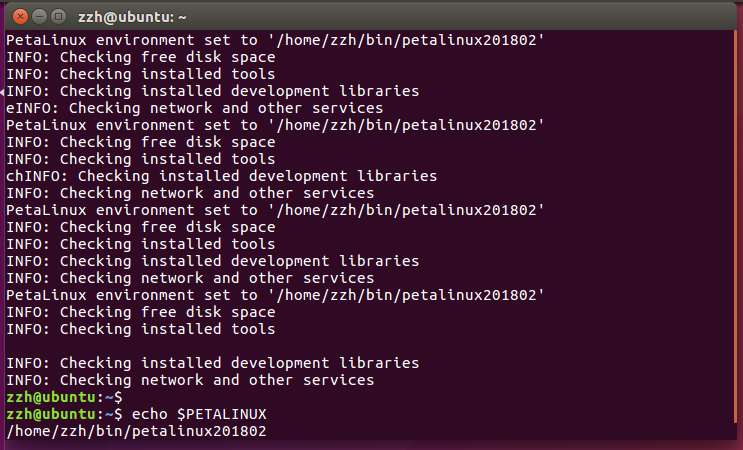 zzh@ubuntu: ~
PetaLinux environment set to '/home/zzh/bin/petalinux201802'
INFO: Checking free disk space
INFO: Checking installed tools
INFO: Checking installed development libraries
eINFO: Checking network and other services
PetaLinux environment set to '/home/zzh/bin/petalinux201802'
INFO: Checking free disk space
INFO: Checking installed tools
chINFO: Checking installed development libraries
INFO: Checking network and other services
PetaLinux environment set to '/home/zzh/bin/petalinux201802'
INFO: Checking free disk space
INFO: Checking installed tools
INFO: Checking installed development libraries
INFO: Checking network and other services
PetaLinux environment set to '/home/zzh/bin/petalinux201802'
INFO: Checking free disk space
INFO: Checking installed tools
INFO: Checking installed development libraries
INFO: Checking network and other services
zzh@ubuntu:~$
zzh@ubuntu:~$ echo $PETALINUX
/home/zzh/bin/petalinux201802